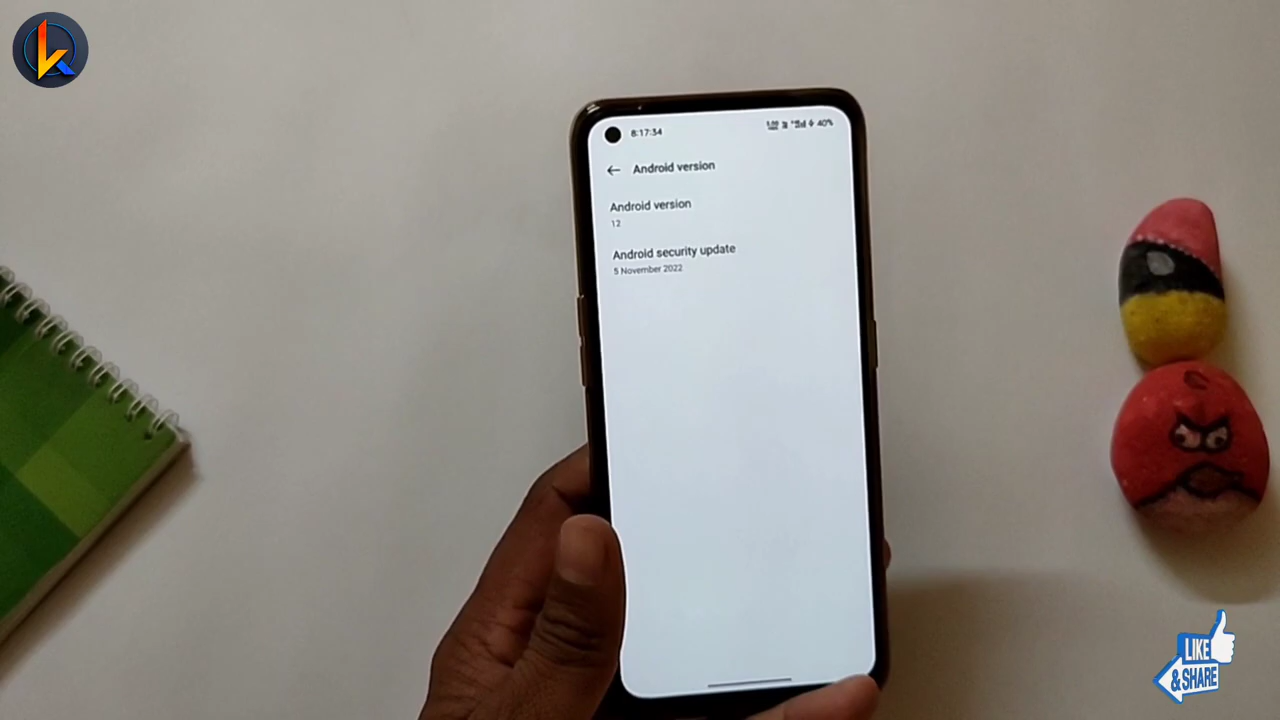 8:17:34
40%
Android version
Android version
12
Android security update
5 November 2022
LIKE
& SHARE